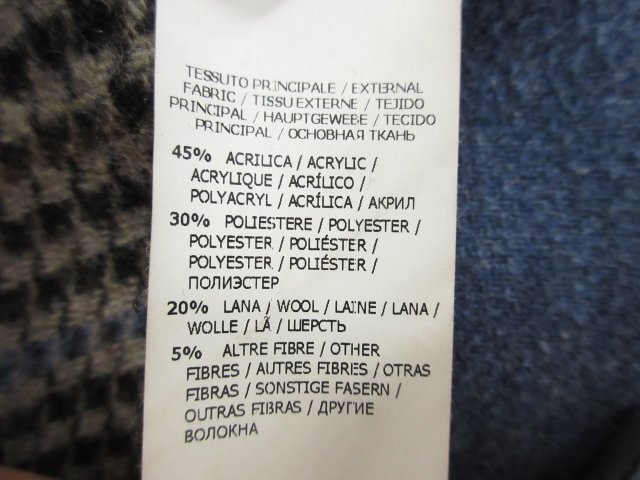 TESSUTO PRINCIPALE / EXTERNAL
FABRIC / TISSU EXTERNE / TEJIDO
PRINCIPAL / HAUPTGEWEBE / TECIDO
PRINCIPAL / ОСНОВНАЯ ТКАНЬ
45% ACRILICA / ACRYLIC /
ACRYLIQUE / ACRÍLICO /
POLYACRYL / ACRÍLICA / АКРИЛ
30% POLIESTERE / POLYESTER /
POLYESTER / POLIÉSTER /
POLYESTER / POLIÉSTER /
ПОЛИЭСТЕР
20% LANA / WOOL / LAINE / LANA /
WOLLE / LÃ / ШЕРСТЬ
5% ALTRE FIBRE / OTHER
FIBRES / AUTRES FIBRES / OTRAS
FIBRAS / SONSTIGE FASERN /
OUTRAS FIBRAS / ДРУГИЕ
ВОЛОКНА